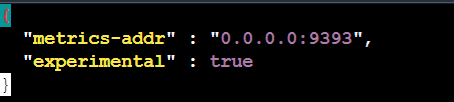 {
"metrics-addr" : "0.0.0.0:9393",
"experimental" : true
}